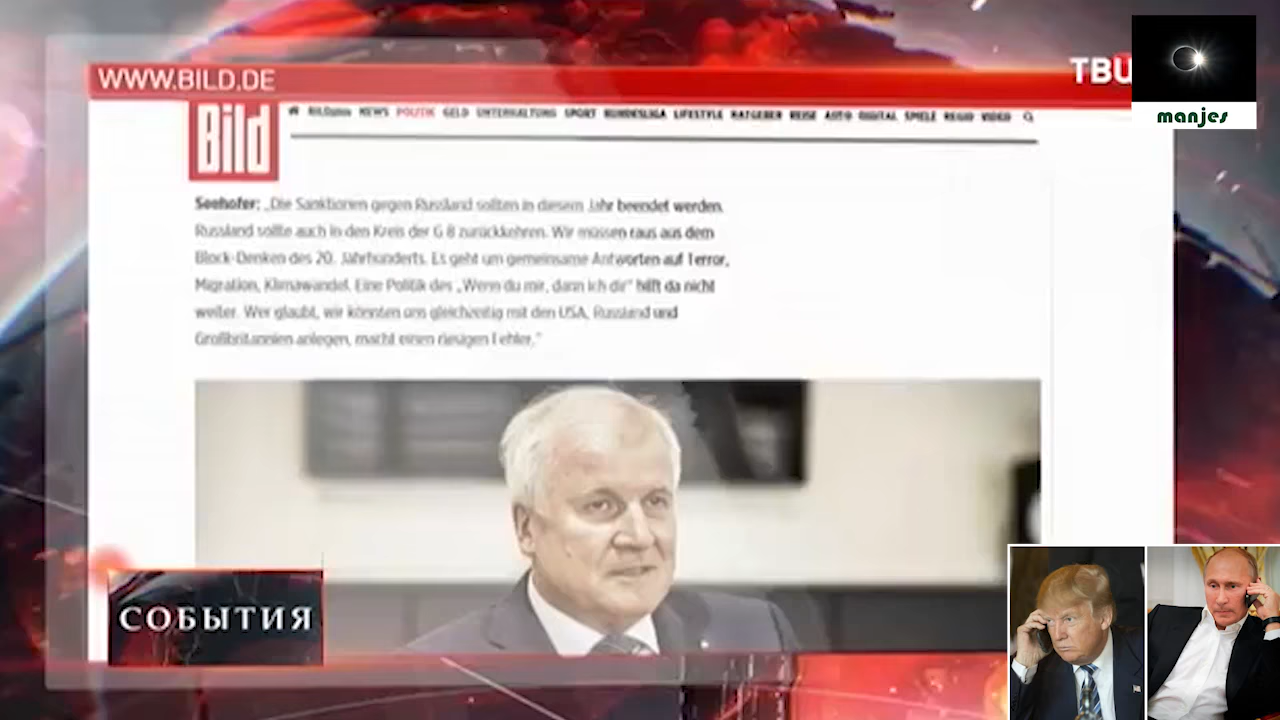 WWW.BILD.DE
ТВЦ
manjes
Bild
BILDplus NEWS POLITIK GELD UNTERHALTUNG SPORT BUNDESLIGA LIFESTYLE RATGEBER REISE AUTO DIGITAL SPIELE REGIO VIDEO
Seehofer: „Die Sanktionen gegen Russland sollten in diesem Jahr beendet werden.
Russland sollte auch in den Kreis der G 8 zurückkehren. Wir müssen raus aus dem
Block-Denken des 20. Jahrhunderts. Es geht um gemeinsame Antworten auf Terror,
Migration, Klimawandel. Eine Politik des „Wenn du mir, dann ich dir“ hilft da nicht
weiter. Wer glaubt, wir könnten uns gleichzeitig mit den USA, Russland und
Großbritannien anlegen, macht einen riesigen Fehler.“
СОБЫТИЯ